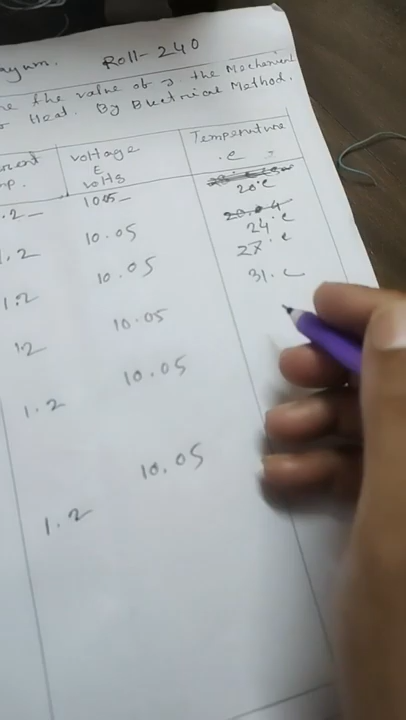 Roll-240
the value of J the Mechanical
Heat. By Electrical Method.
voltage
E
volts
Temperature
1.2 10.05 20°c
1.2 10.05 24°c
1.2 10.05 27°c
1.2 10.05 31°c
1.2 10.05
1.2 10.05